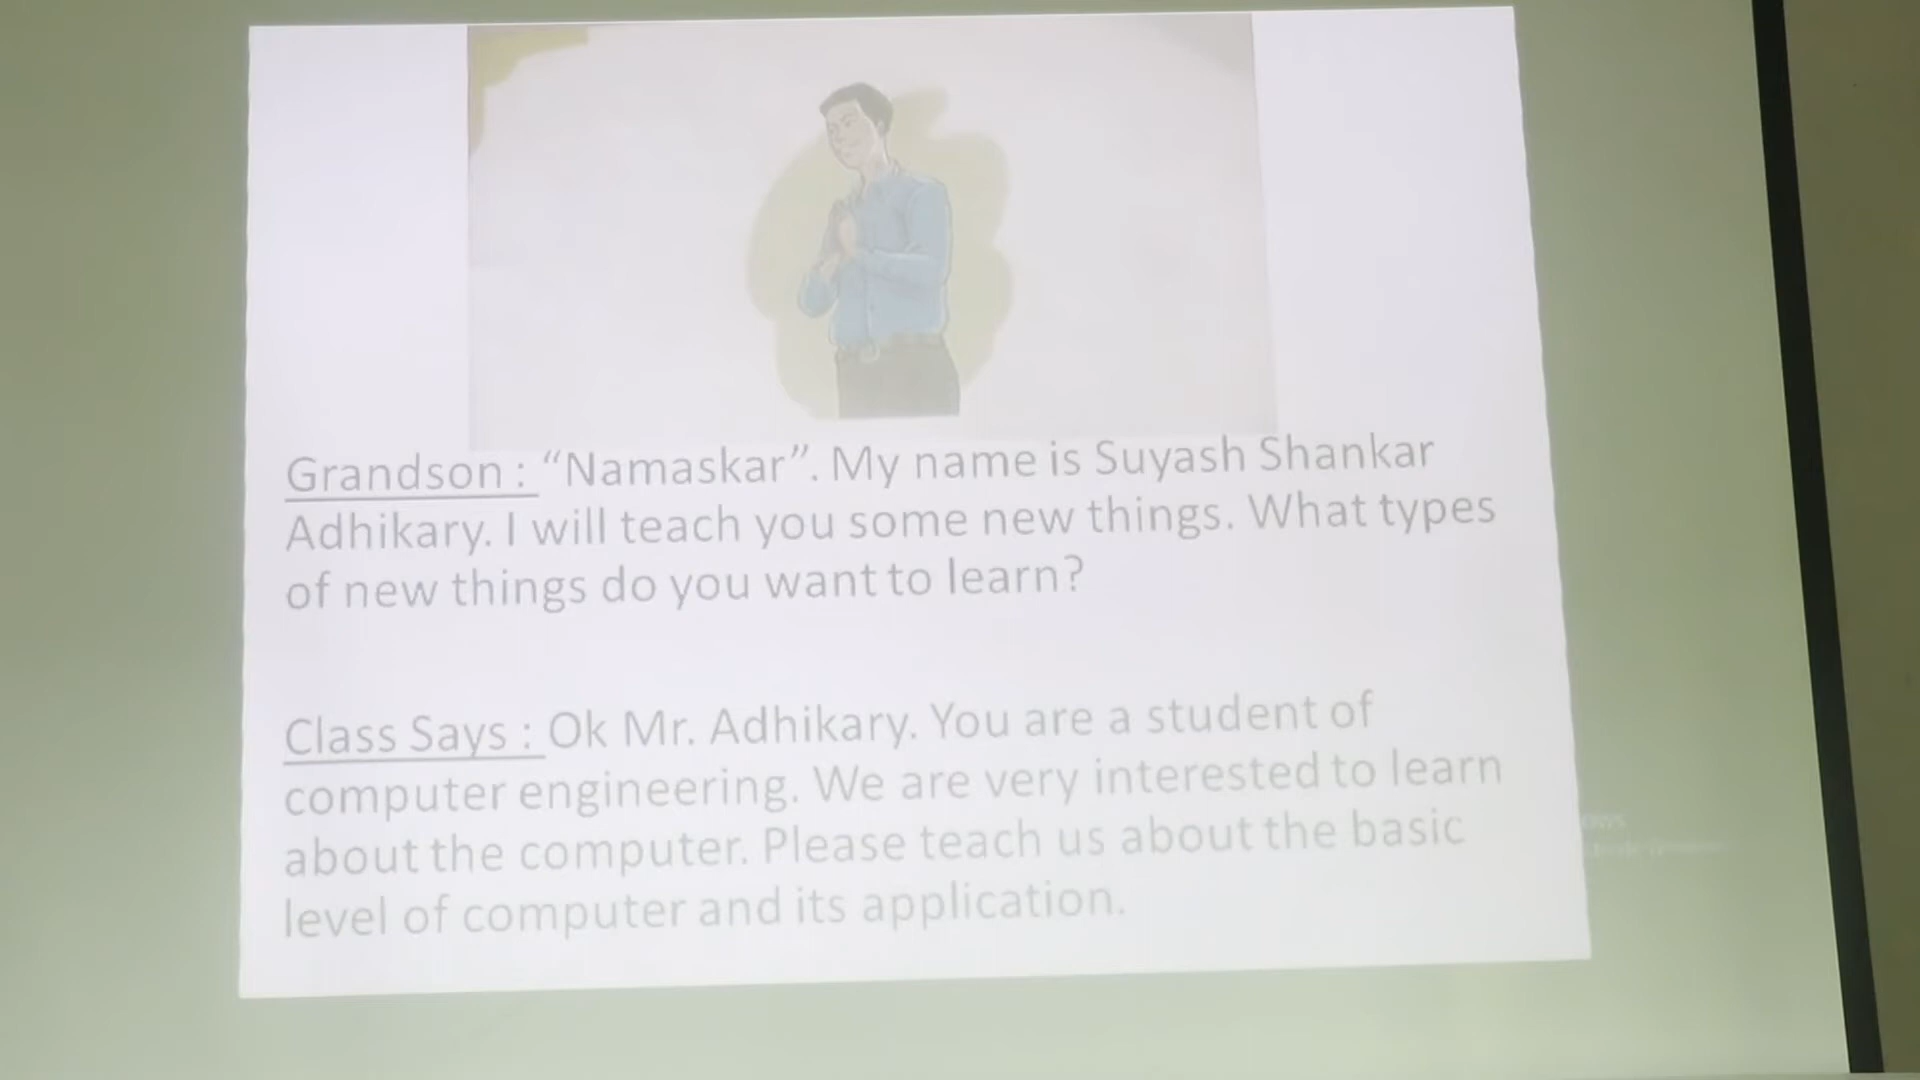 Grandson : “Namaskar”. My name is Suyash Shankar
Adhikary. I will teach you some new things. What types
of new things do you want to learn?
Class Says : Ok Mr. Adhikary. You are a student of
computer engineering. We are very interested to learn
about the computer. Please teach us about the basic
level of computer and its application.